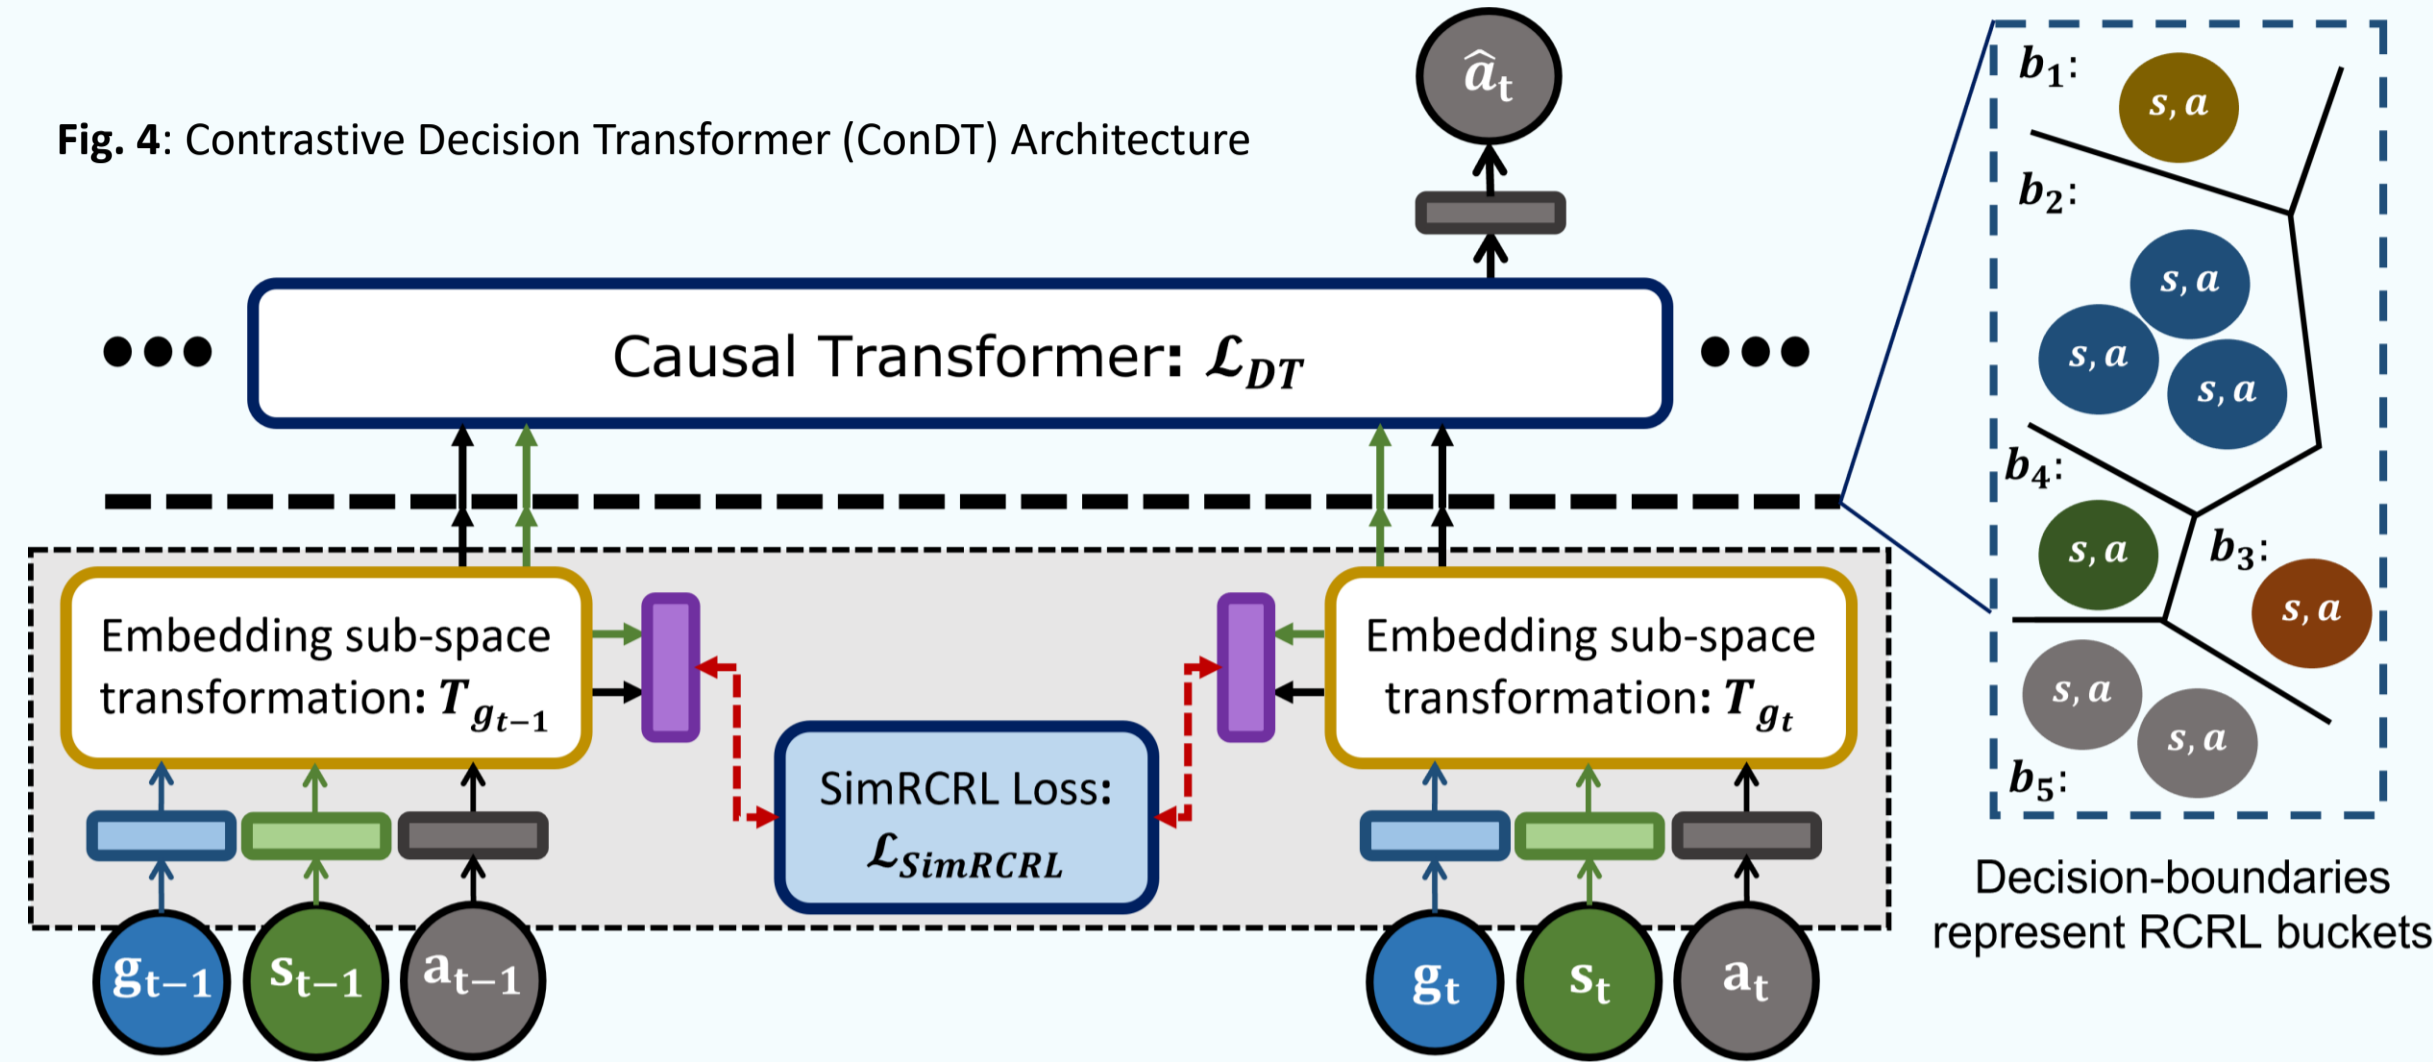 Fig. 4: Contrastive Decision Transformer (ConDT) Architecture
â_t
Causal Transformer: ℒ_DT
Embedding sub-space
transformation: T_{g_{t−1}}
Embedding sub-space
transformation: T_{g_t}
SimRCRL Loss:
ℒ_SimRCRL
g_{t−1}
s_{t−1}
a_{t−1}
g_t
s_t
a_t
b_1:
s, a
b_2:
s, a
s, a
s, a
b_4:
s, a
b_3:
s, a
s, a
s, a
b_5:
Decision-boundaries
represent RCRL buckets